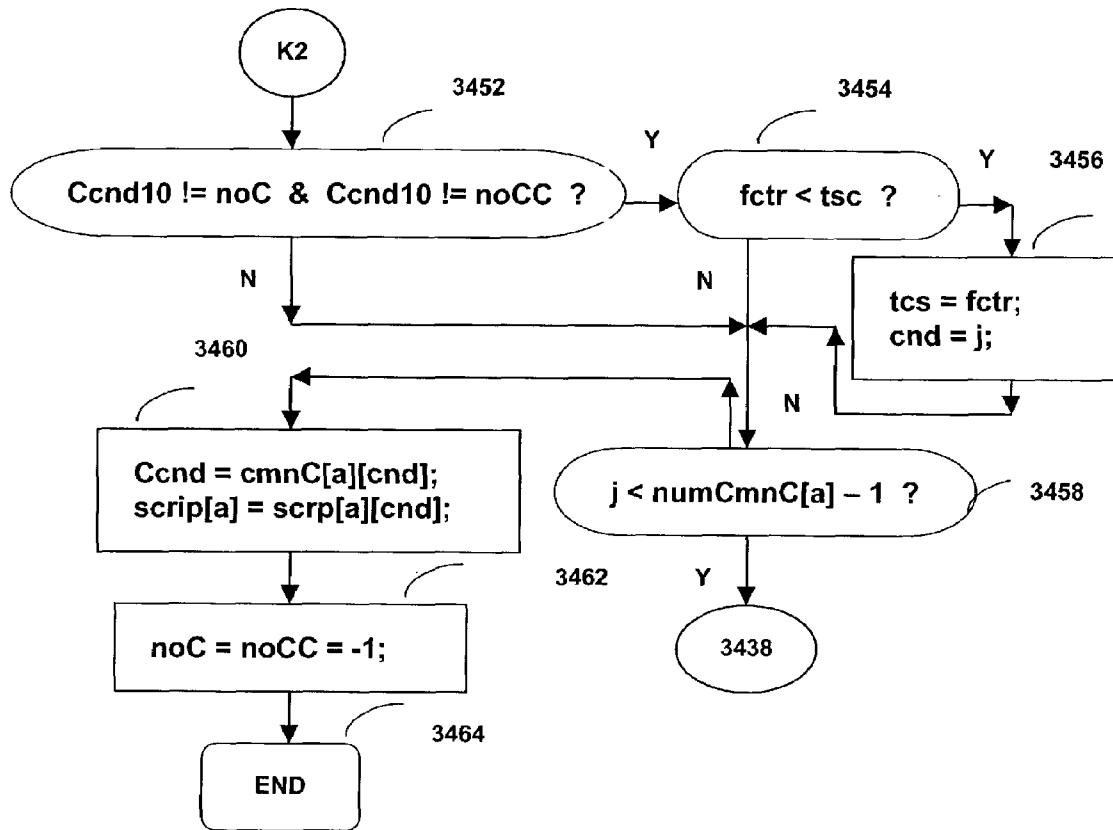 K2
3452
3454
Ccnd10 != noC & Ccnd10 != noCC ?
Y
fctr < tsc ?
Y
3456
N
N
tcs = fctr;
cnd = j;
3460
N
Ccnd = cmnC[a][cnd];
scrip[a] = scrp[a][cnd];
j < numCmnC[a] – 1 ?
3458
3462
Y
noC = noCC = -1;
3438
3464
END